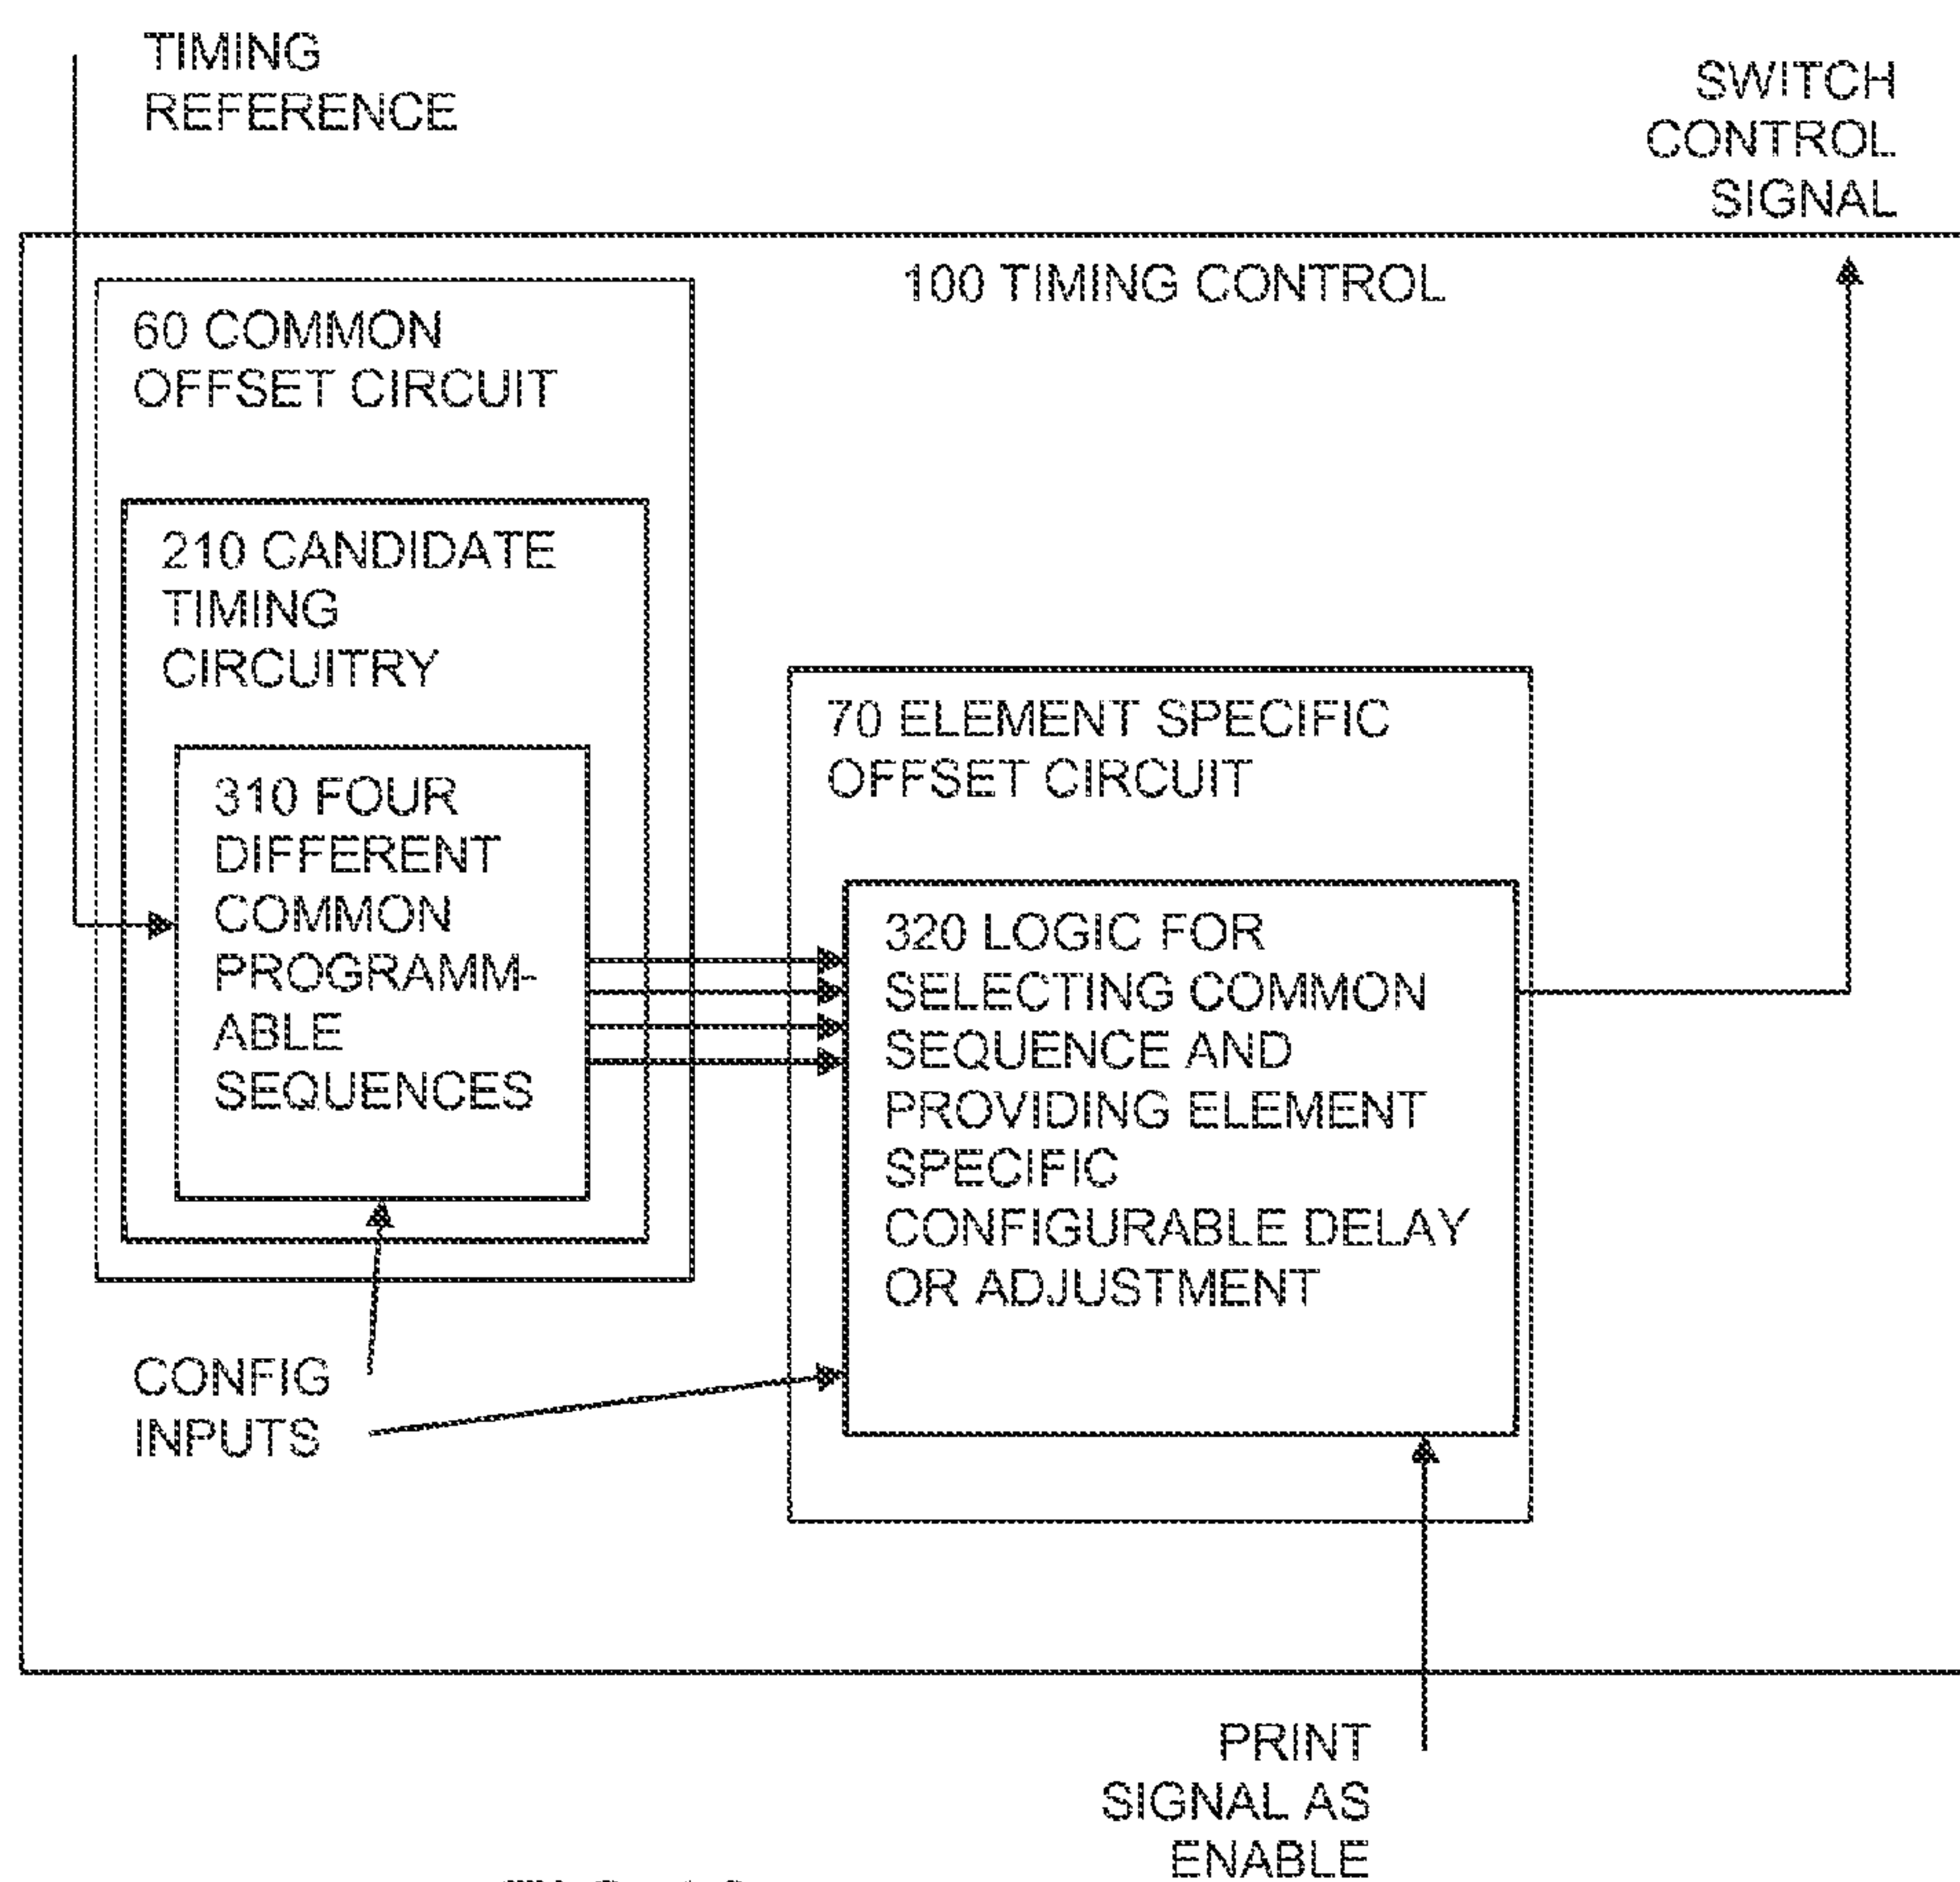 TIMING
REFERENCE
SWITCH
CONTROL
SIGNAL
100 TIMING CONTROL
60 COMMON
OFFSET CIRCUIT
210 CANDIDATE
TIMING
CIRCUITRY
310 FOUR
DIFFERENT
COMMON
PROGRAMM-
ABLE
SEQUENCES
70 ELEMENT SPECIFIC
OFFSET CIRCUIT
320 LOGIC FOR
SELECTING COMMON
SEQUENCE AND
PROVIDING ELEMENT
SPECIFIC
CONFIGURABLE DELAY
OR ADJUSTMENT
CONFIG
INPUTS
PRINT
SIGNAL AS
ENABLE